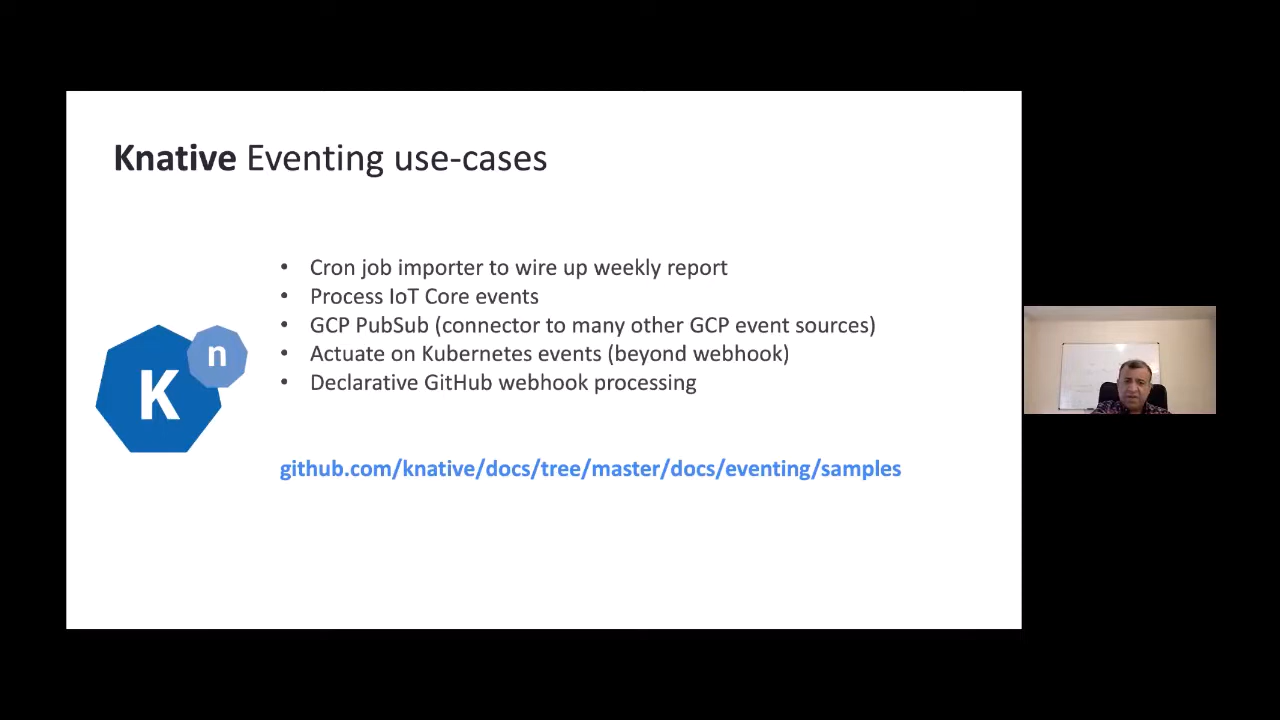 Knative Eventing use-cases
• Cron job importer to wire up weekly report
• Process IoT Core events
• GCP PubSub (connector to many other GCP event sources)
• Actuate on Kubernetes events (beyond webhook)
• Declarative GitHub webhook processing
K n
github.com/knative/docs/tree/master/docs/eventing/samples